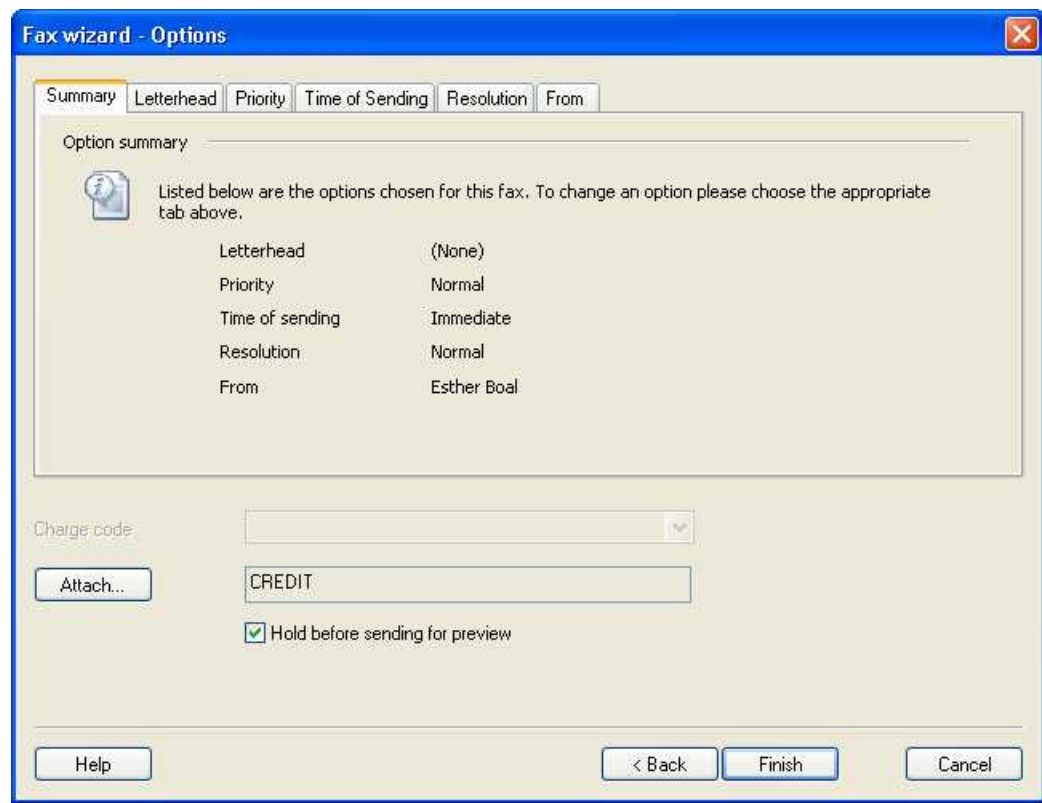 Fax wizard - Options
Summary Letterhead Priority Time of Sending Resolution From
Option summary
Listed below are the options chosen for this fax. To change an option please choose the appropriate
tab above.
Letterhead (None)
Priority Normal
Time of sending Immediate
Resolution Normal
From Esther Boal
Charge code
Attach... CREDIT
Hold before sending for preview
Help < Back Finish Cancel